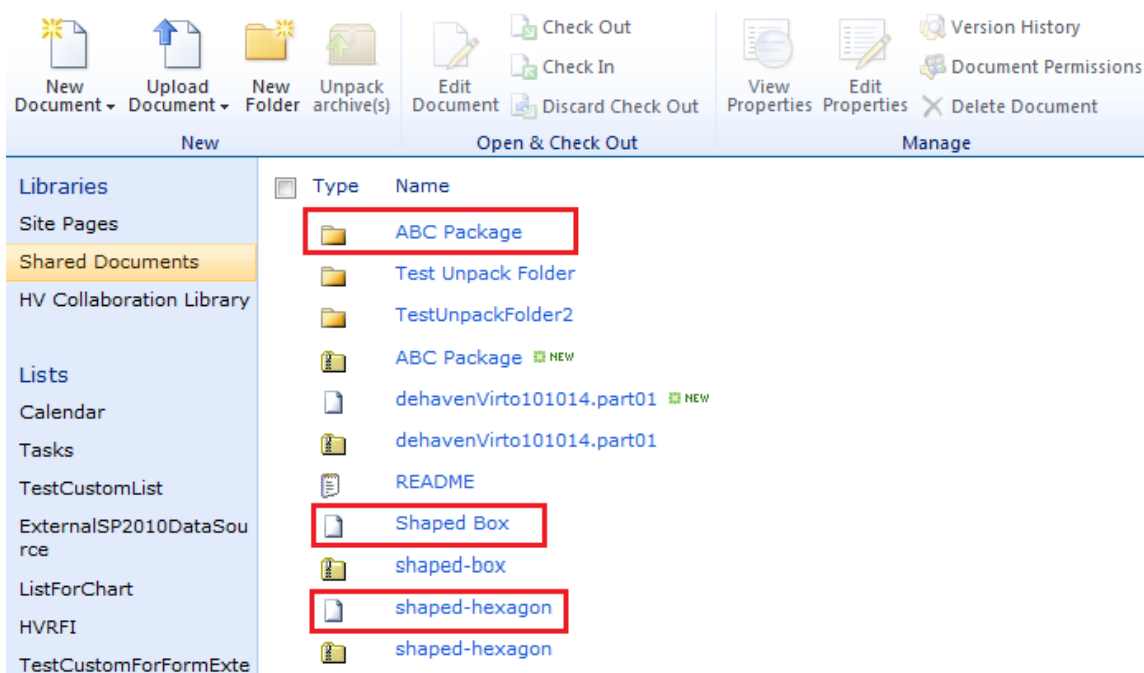 New Document
Upload Document
New Folder
Unpack archive(s)
Edit Document
Check Out
Check In
Discard Check Out
View Properties
Edit Properties
Version History
Document Permissions
Delete Document
New
Open & Check Out
Manage
Libraries
Site Pages
Shared Documents
HV Collaboration Library
Lists
Calendar
Tasks
TestCustomList
ExternalSP2010DataSou
rce
ListForChart
HVRFI
TestCustomForFormExte
Type Name
ABC Package
Test Unpack Folder
TestUnpackFolder2
ABC Package NEW
dehavenVirto101014.part01 NEW
dehavenVirto101014.part01
README
Shaped Box
shaped-box
shaped-hexagon
shaped-hexagon